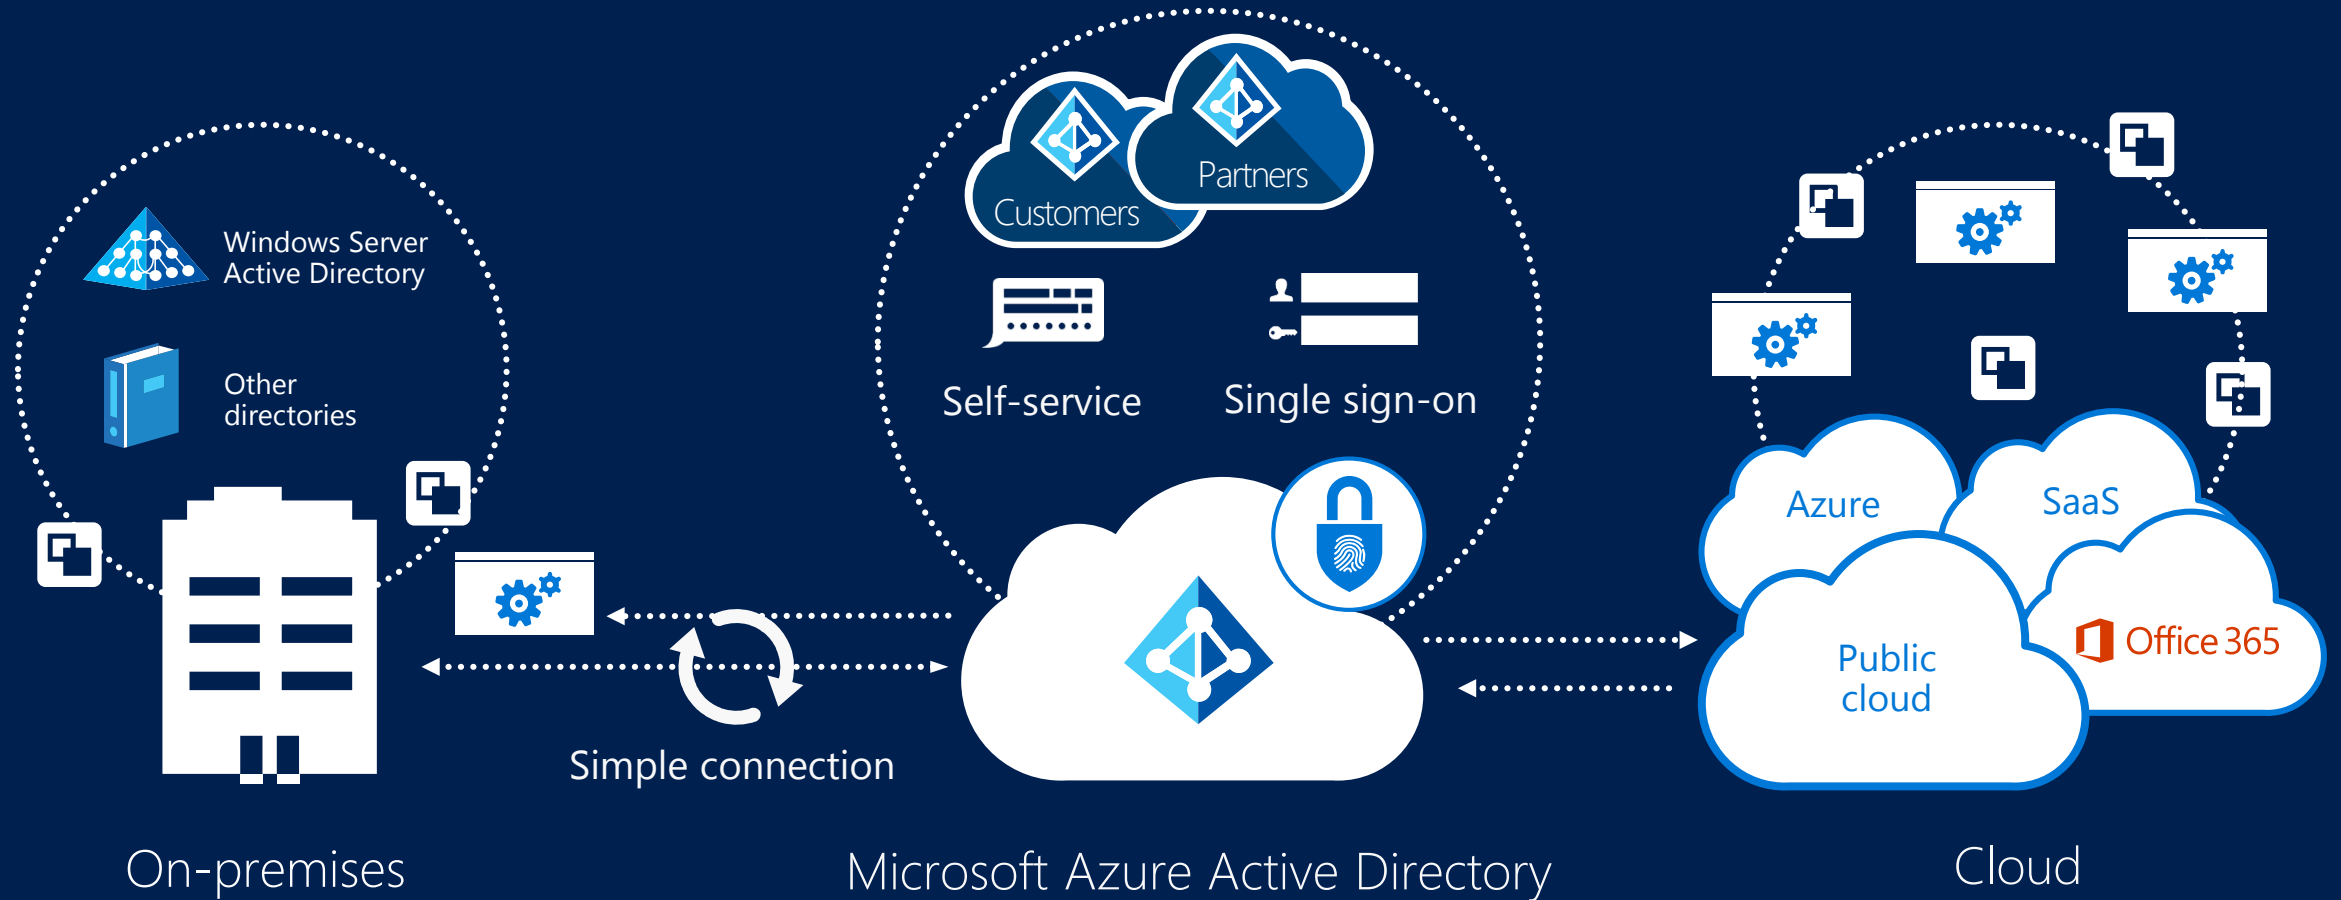 Windows Server
Active Directory
Other
directories
On-premises
Simple connection
Customers
Partners
Self-service
Single sign-on
Microsoft Azure Active Directory
Azure
SaaS
Public
cloud
Office 365
Cloud